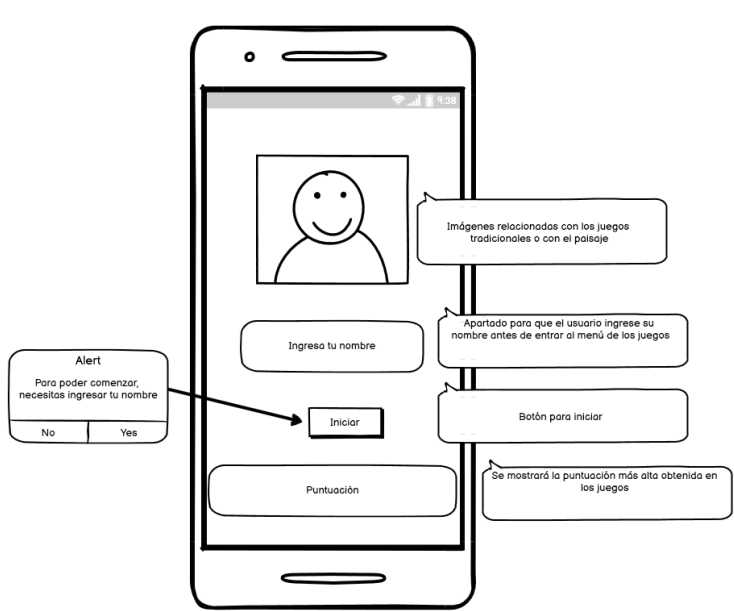 9:38
Imágenes relacionadas con los juegos
tradicionales o con el paisaje
Ingresa tu nombre
Apartado para que el usuario ingrese su
nombre antes de entrar al menú de los juegos
Alert
Para poder comenzar,
necesitas ingresar tu nombre
No
Yes
Iniciar
Botón para iniciar
Puntuación
Se mostrará la puntuación más alta obtenida en
los juegos